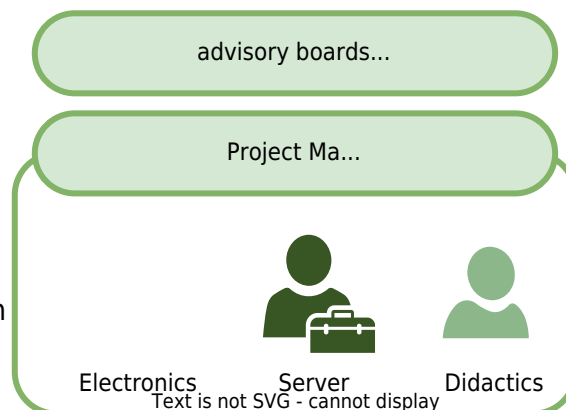 advisory boards...
Project Ma...
Electronics Server Didactics
Text is not SVG - cannot display